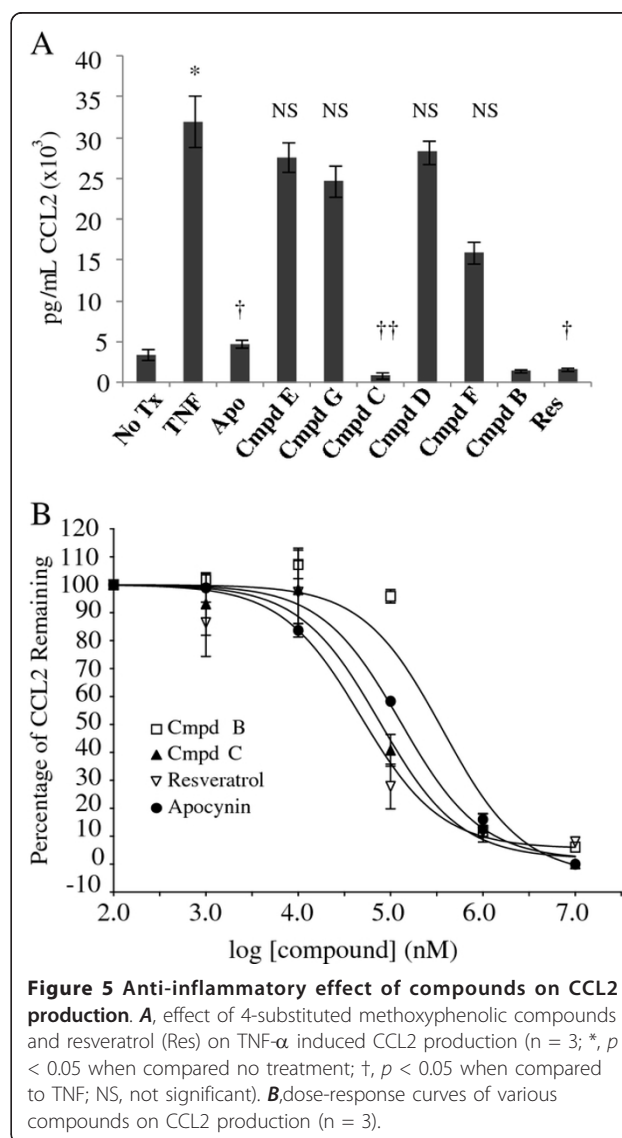 A
pg/mL CCL2 (x10³)
40
35
30
25
20
15
10
5
0
*
†
NS
NS
††
NS
NS
†
No Tx
TNF
Apo
Cmpd E
Cmpd G
Cmpd C
Cmpd D
Cmpd F
Cmpd B
Res
B
Percentage of CCL2 Remaining
120
110
100
90
80
70
60
50
40
30
20
10
0
-10
Cmpd B
Cmpd C
Resveratrol
Apocynin
2.0 3.0 4.0 5.0 6.0 7.0
log [compound] (nM)
Figure 5 Anti-inflammatory effect of compounds on CCL2
production. A, effect of 4-substituted methoxyphenolic compounds
and resveratrol (Res) on TNF-α induced CCL2 production (n = 3; *, p
< 0.05 when compared no treatment; †, p < 0.05 when compared
to TNF; NS, not significant). B,dose-response curves of various
compounds on CCL2 production (n = 3).